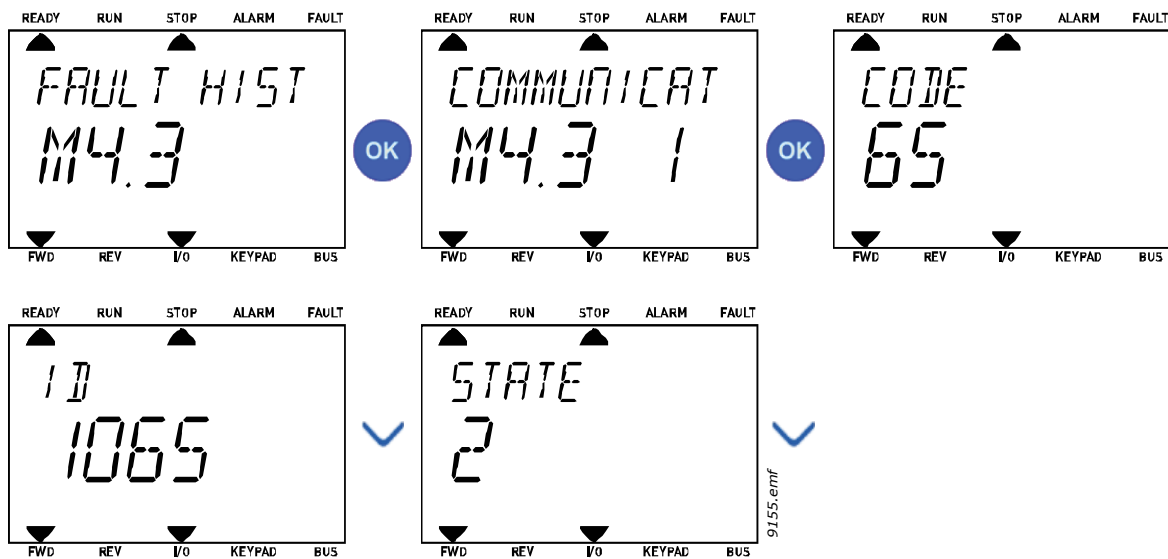 READY RUN STOP ALARM FAULT
FAULT HIST
M4.3
FWD REV I/O KEYPAD BUS
OK
READY RUN STOP ALARM FAULT
COMMUNICAT
M4.3 1
FWD REV I/O KEYPAD BUS
OK
READY RUN STOP ALARM FAULT
CODE
65
FWD REV I/O KEYPAD BUS
READY RUN STOP ALARM FAULT
ID
1065
FWD REV I/O KEYPAD BUS
READY RUN STOP ALARM FAULT
STATE
2
FWD REV I/O KEYPAD BUS
9155.emf